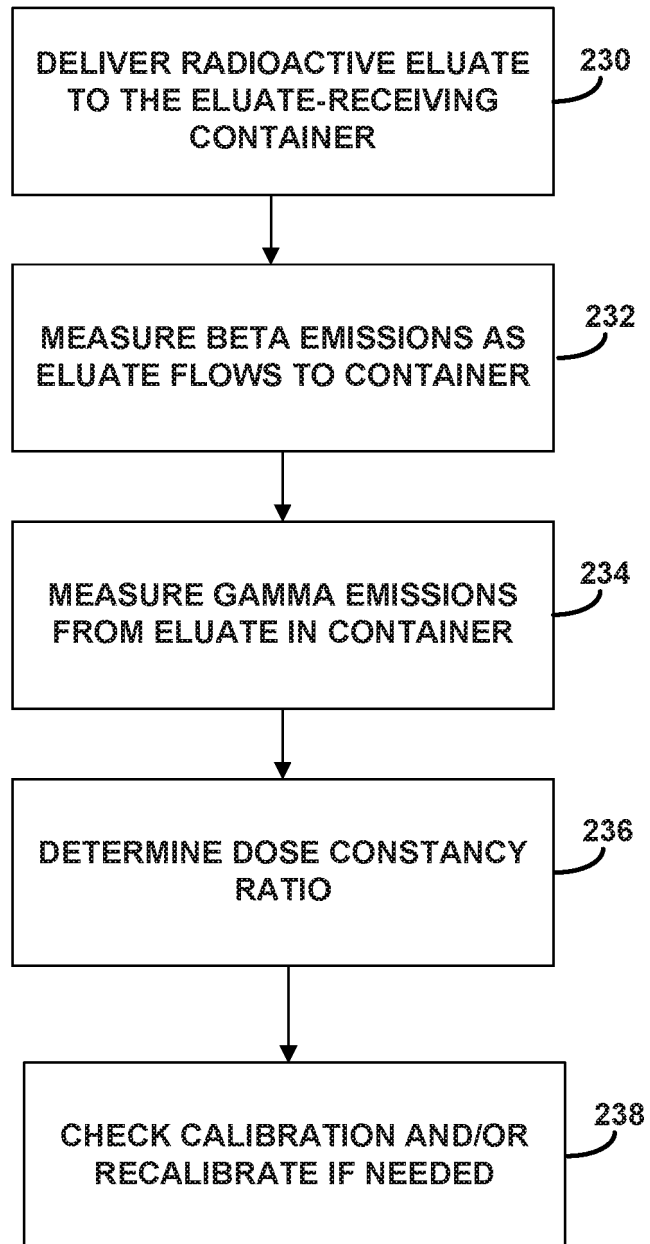 DELIVER RADIOACTIVE ELUATE
TO THE ELUATE-RECEIVING
CONTAINER
230
MEASURE BETA EMISSIONS AS
ELUATE FLOWS TO CONTAINER
232
MEASURE GAMMA EMISSIONS
FROM ELUATE IN CONTAINER
234
DETERMINE DOSE CONSTANCY
RATIO
236
CHECK CALIBRATION AND/OR
RECALIBRATE IF NEEDED
238